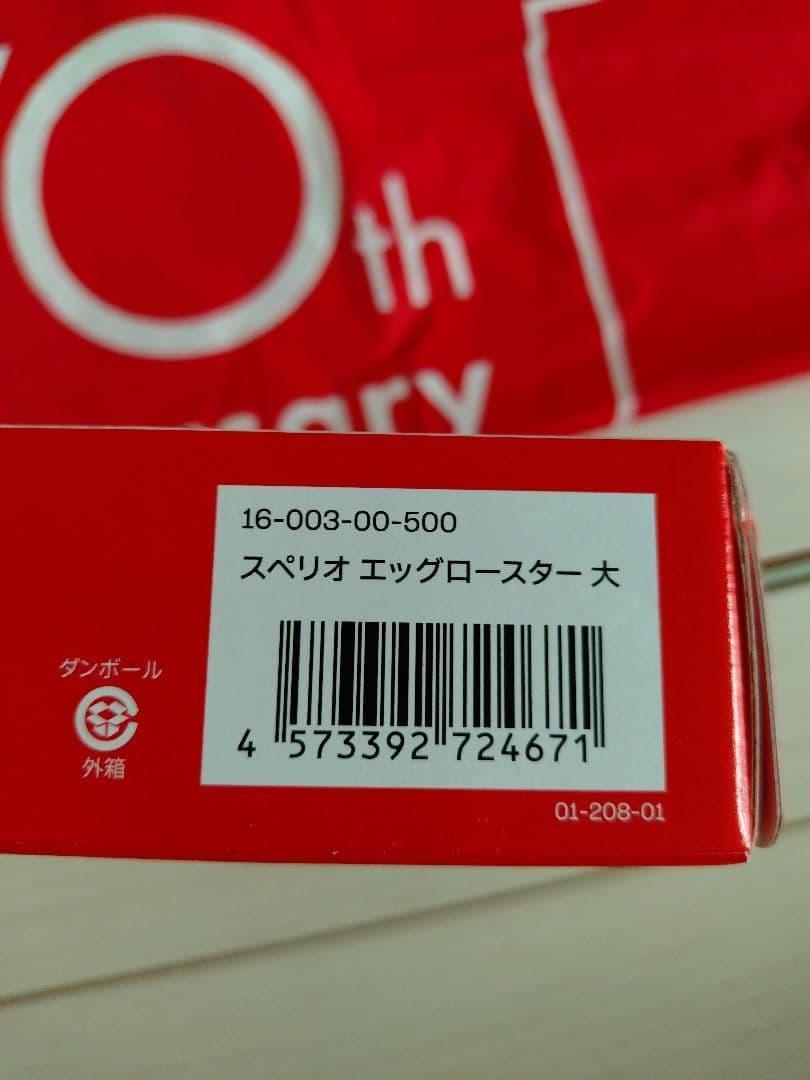 th
16-003-00-500
スペリオ エッグロースター 大
ダンボール
外箱
4 573392 724671
01-208-01